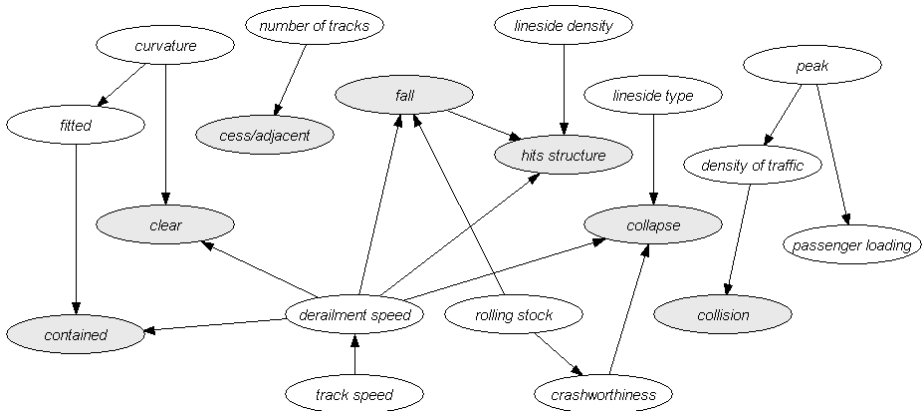 number of tracks
lineside density
curvature
peak
fall
lineside type
fitted
cess/adjacent
hits structure
density of traffic
clear
collapse
passenger loading
derailment speed
rolling stock
collision
contained
track speed
crashworthiness